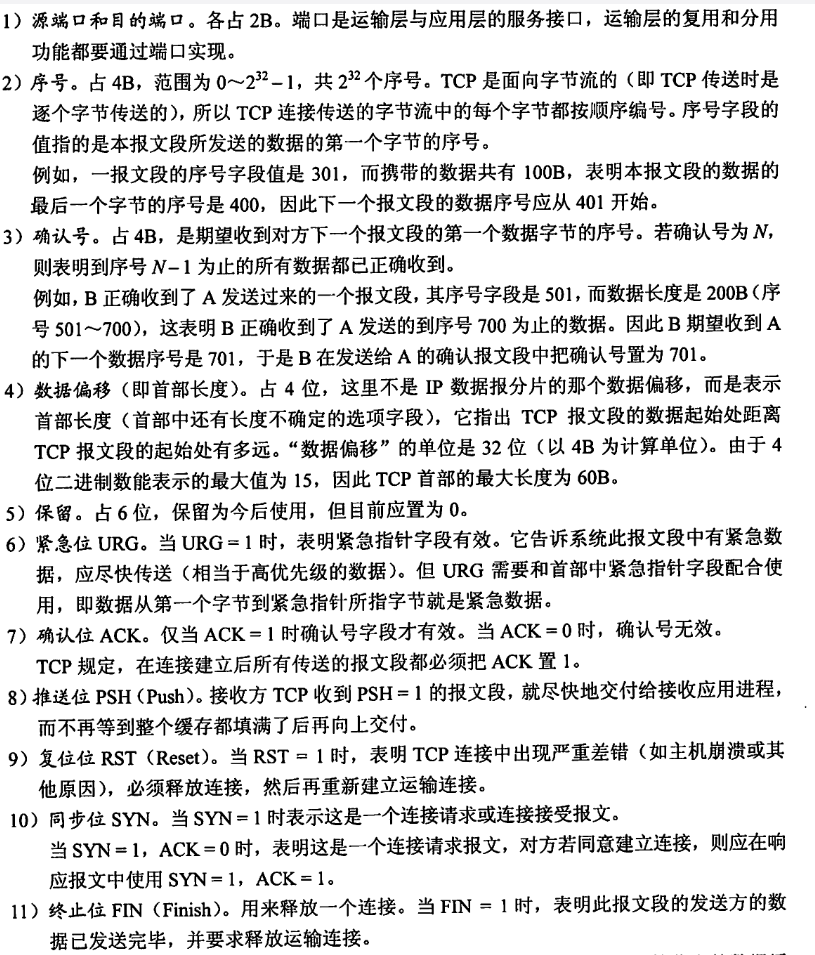 1）源端口和目的端口。各占 2B。端口是运输层与应用层的服务接口，运输层的复用和分用
功能都要通过端口实现。
2）序号。占 4B，范围为 0～2³²－1，共 2³² 个序号。TCP 是面向字节流的（即 TCP 传送时是
逐个字节传送的），所以 TCP 连接传送的字节流中的每个字节都按顺序编号。序号字段的
值指的是本报文段所发送的数据的第一个字节的序号。
例如，一报文段的序号字段值是 301，而携带的数据共有 100B，表明本报文段的数据的
最后一个字节的序号是 400，因此下一个报文段的数据序号应从 401 开始。
3）确认号。占 4B，是期望收到对方下一个报文段的第一个数据字节的序号。若确认号为 N，
则表明到序号 N－1 为止的所有数据都已正确收到。
例如，B 正确收到了 A 发送过来的一个报文段，其序号字段是 501，而数据长度是 200B（序
号 501～700），这表明 B 正确收到了 A 发送的到序号 700 为止的数据。因此 B 期望收到 A
的下一个数据序号是 701，于是 B 在发送给 A 的确认报文段中把确认号置为 701。
4）数据偏移（即首部长度）。占 4 位，这里不是 IP 数据报分片的那个数据偏移，而是表示
首部长度（首部中还有长度不确定的选项字段），它指出 TCP 报文段的数据起始处距离
TCP 报文段的起始处有多远。“数据偏移”的单位是 32 位（以 4B 为计算单位）。由于 4
位二进制数能表示的最大值为 15，因此 TCP 首部的最大长度为 60B。
5）保留。占 6 位，保留为今后使用，但目前应置为 0。
6）紧急位 URG。当 URG = 1 时，表明紧急指针字段有效。它告诉系统此报文段中有紧急数
据，应尽快传送（相当于高优先级的数据）。但 URG 需要和首部中紧急指针字段配合使
用，即数据从第一个字节到紧急指针所指字节就是紧急数据。
7）确认位 ACK。仅当 ACK = 1 时确认号字段才有效。当 ACK = 0 时，确认号无效。
TCP 规定，在连接建立后所有传送的报文段都必须把 ACK 置 1。
8）推送位 PSH（Push）。接收方 TCP 收到 PSH = 1 的报文段，就尽快地交付给接收应用进程，
而不再等到整个缓存都填满了后再向上交付。
9）复位位 RST（Reset）。当 RST = 1 时，表明 TCP 连接中出现严重差错（如主机崩溃或其
他原因），必须释放连接，然后再重新建立运输连接。
10）同步位 SYN。当 SYN = 1 时表示这是一个连接请求或连接接受报文。
当 SYN = 1，ACK = 0 时，表明这是一个连接请求报文，对方若同意建立连接，则应在响
应报文中使用 SYN = 1，ACK = 1。
11）终止位 FIN（Finish）。用来释放一个连接。当 FIN = 1 时，表明此报文段的发送方的数
据已发送完毕，并要求释放运输连接。